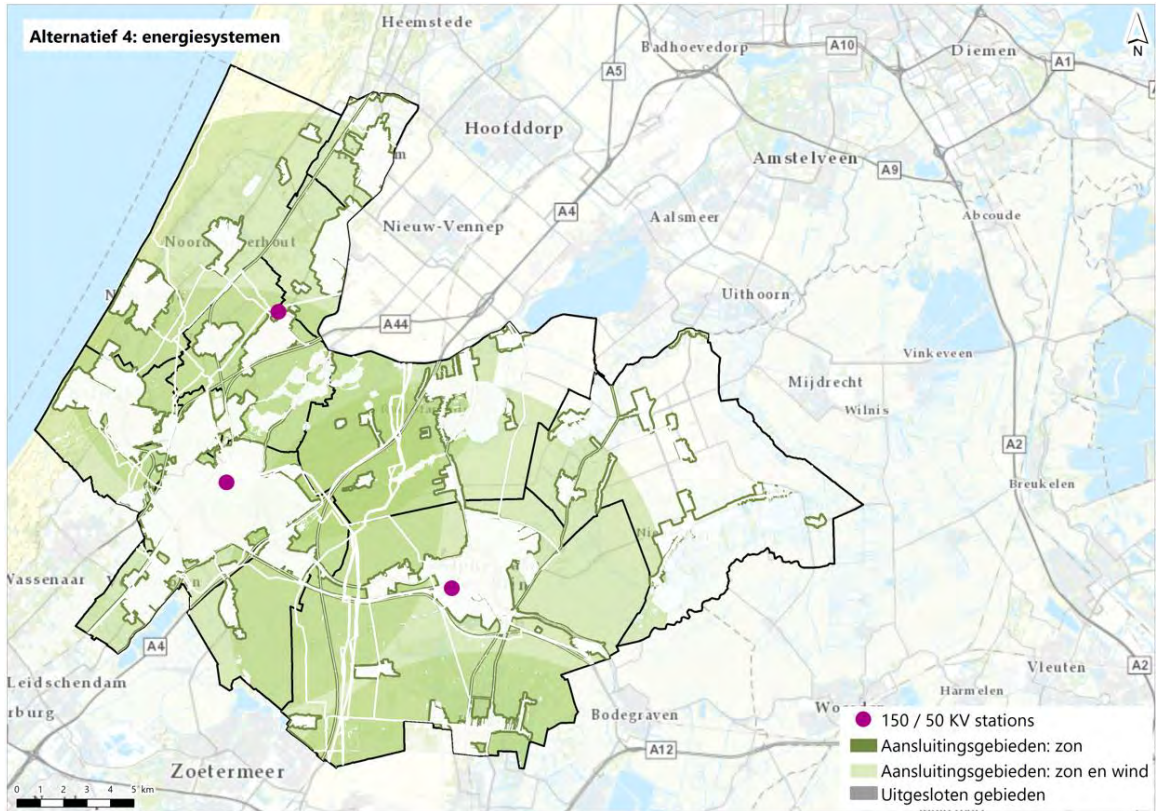 Alternatief 4: energiesystemen
Heemstede
Badhoevedorp
A10
Diemen
A1
N
A5
Hoofddorp
Amstelveen
A9
A4
Nieuw-Vennep
Aalsmeer
Abcoude
Uithoorn
A44
Vinkeveen
Mijdrecht
Wilnis
A2
Breukelen
Wassenaar
A4
Leidschendam
Vleuten
A2
Harmelen
Bodegraven
A12
Zoetermeer
0 1 2 3 4 5 km
150 / 50 KV stations
Aansluitingsgebieden: zon
Aansluitingsgebieden: zon en wind
Uitgesloten gebieden